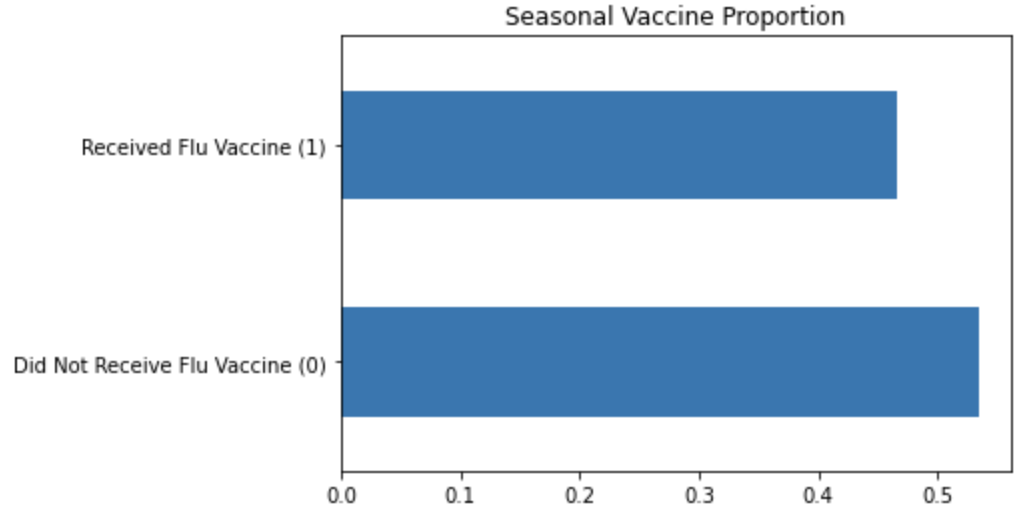 Seasonal Vaccine Proportion
Received Flu Vaccine (1)
Did Not Receive Flu Vaccine (0)
0.0 0.1 0.2 0.3 0.4 0.5